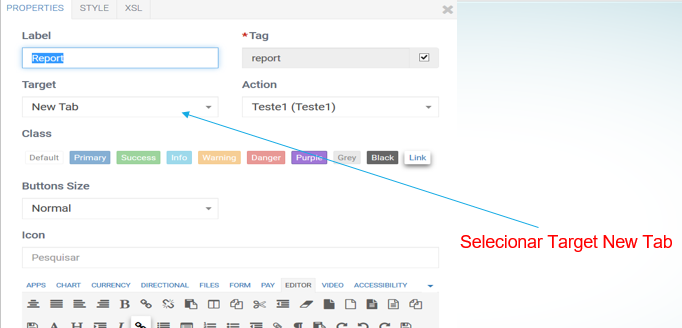 PROPERTIES STYLE XSL
Label
* Tag
Report
report
Target
Action
New Tab
Teste1 (Teste1)
Class
Default Primary Success Info Warning Danger Purple Grey Black Link
Buttons Size
Normal
Selecionar Target New Tab
Icon
Pesquisar
APPS CHART CURRENCY DIRECTIONAL FILES FORM PAY EDITOR VIDEO ACCESSIBILITY